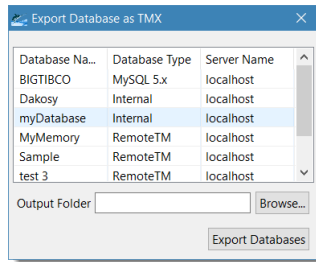 Export Database as TMX
Database Na... Database Type Server Name
BIGTIBCO MySQL 5.x localhost
Dakosy Internal localhost
myDatabase Internal localhost
MyMemory RemoteTM localhost
Sample RemoteTM localhost
test 3 RemoteTM localhost
Output Folder Browse...
Export Databases